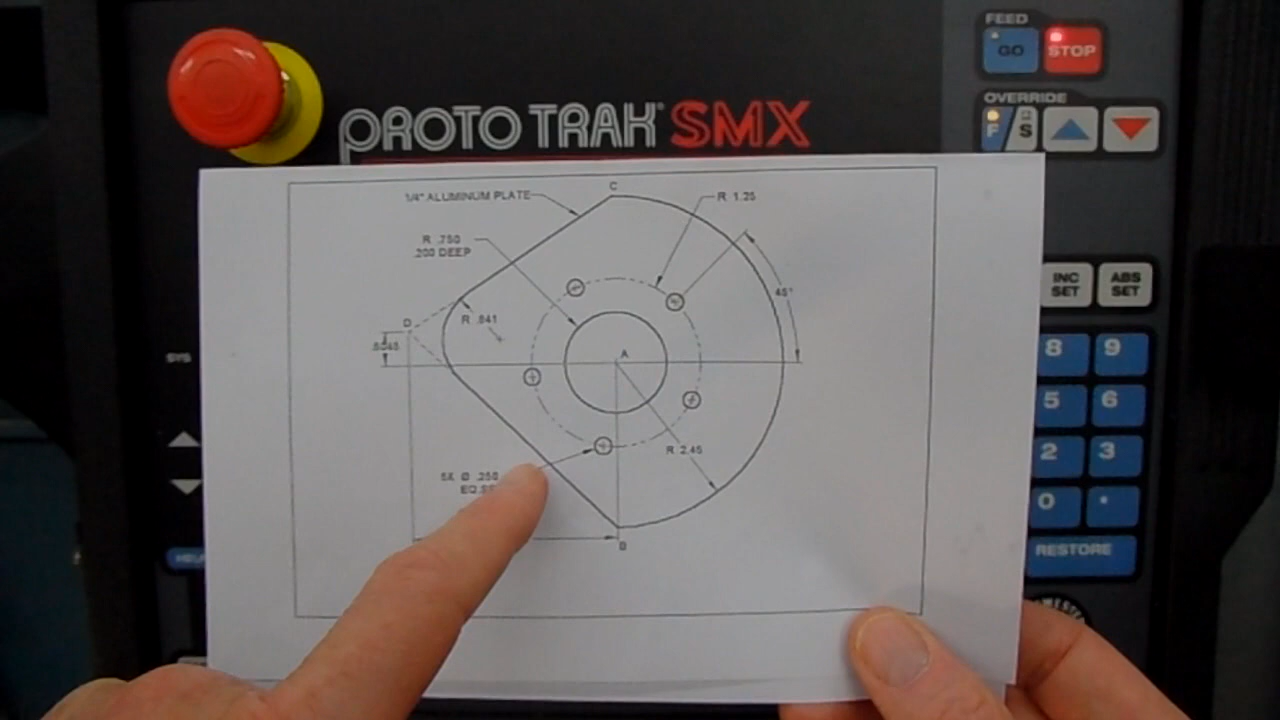 FEED
GO STOP
PROTO TRAK® SMX
OVERRIDE
F/S
C
1/4" ALUMINUM PLATE
R 1.25
R .750
.200 DEEP
45°
INC SET
ABS SET
D
R .841
A
SYS
8 9
5 6
2 3
0 .
R 2.45
5X Ø .250
B
RESTORE